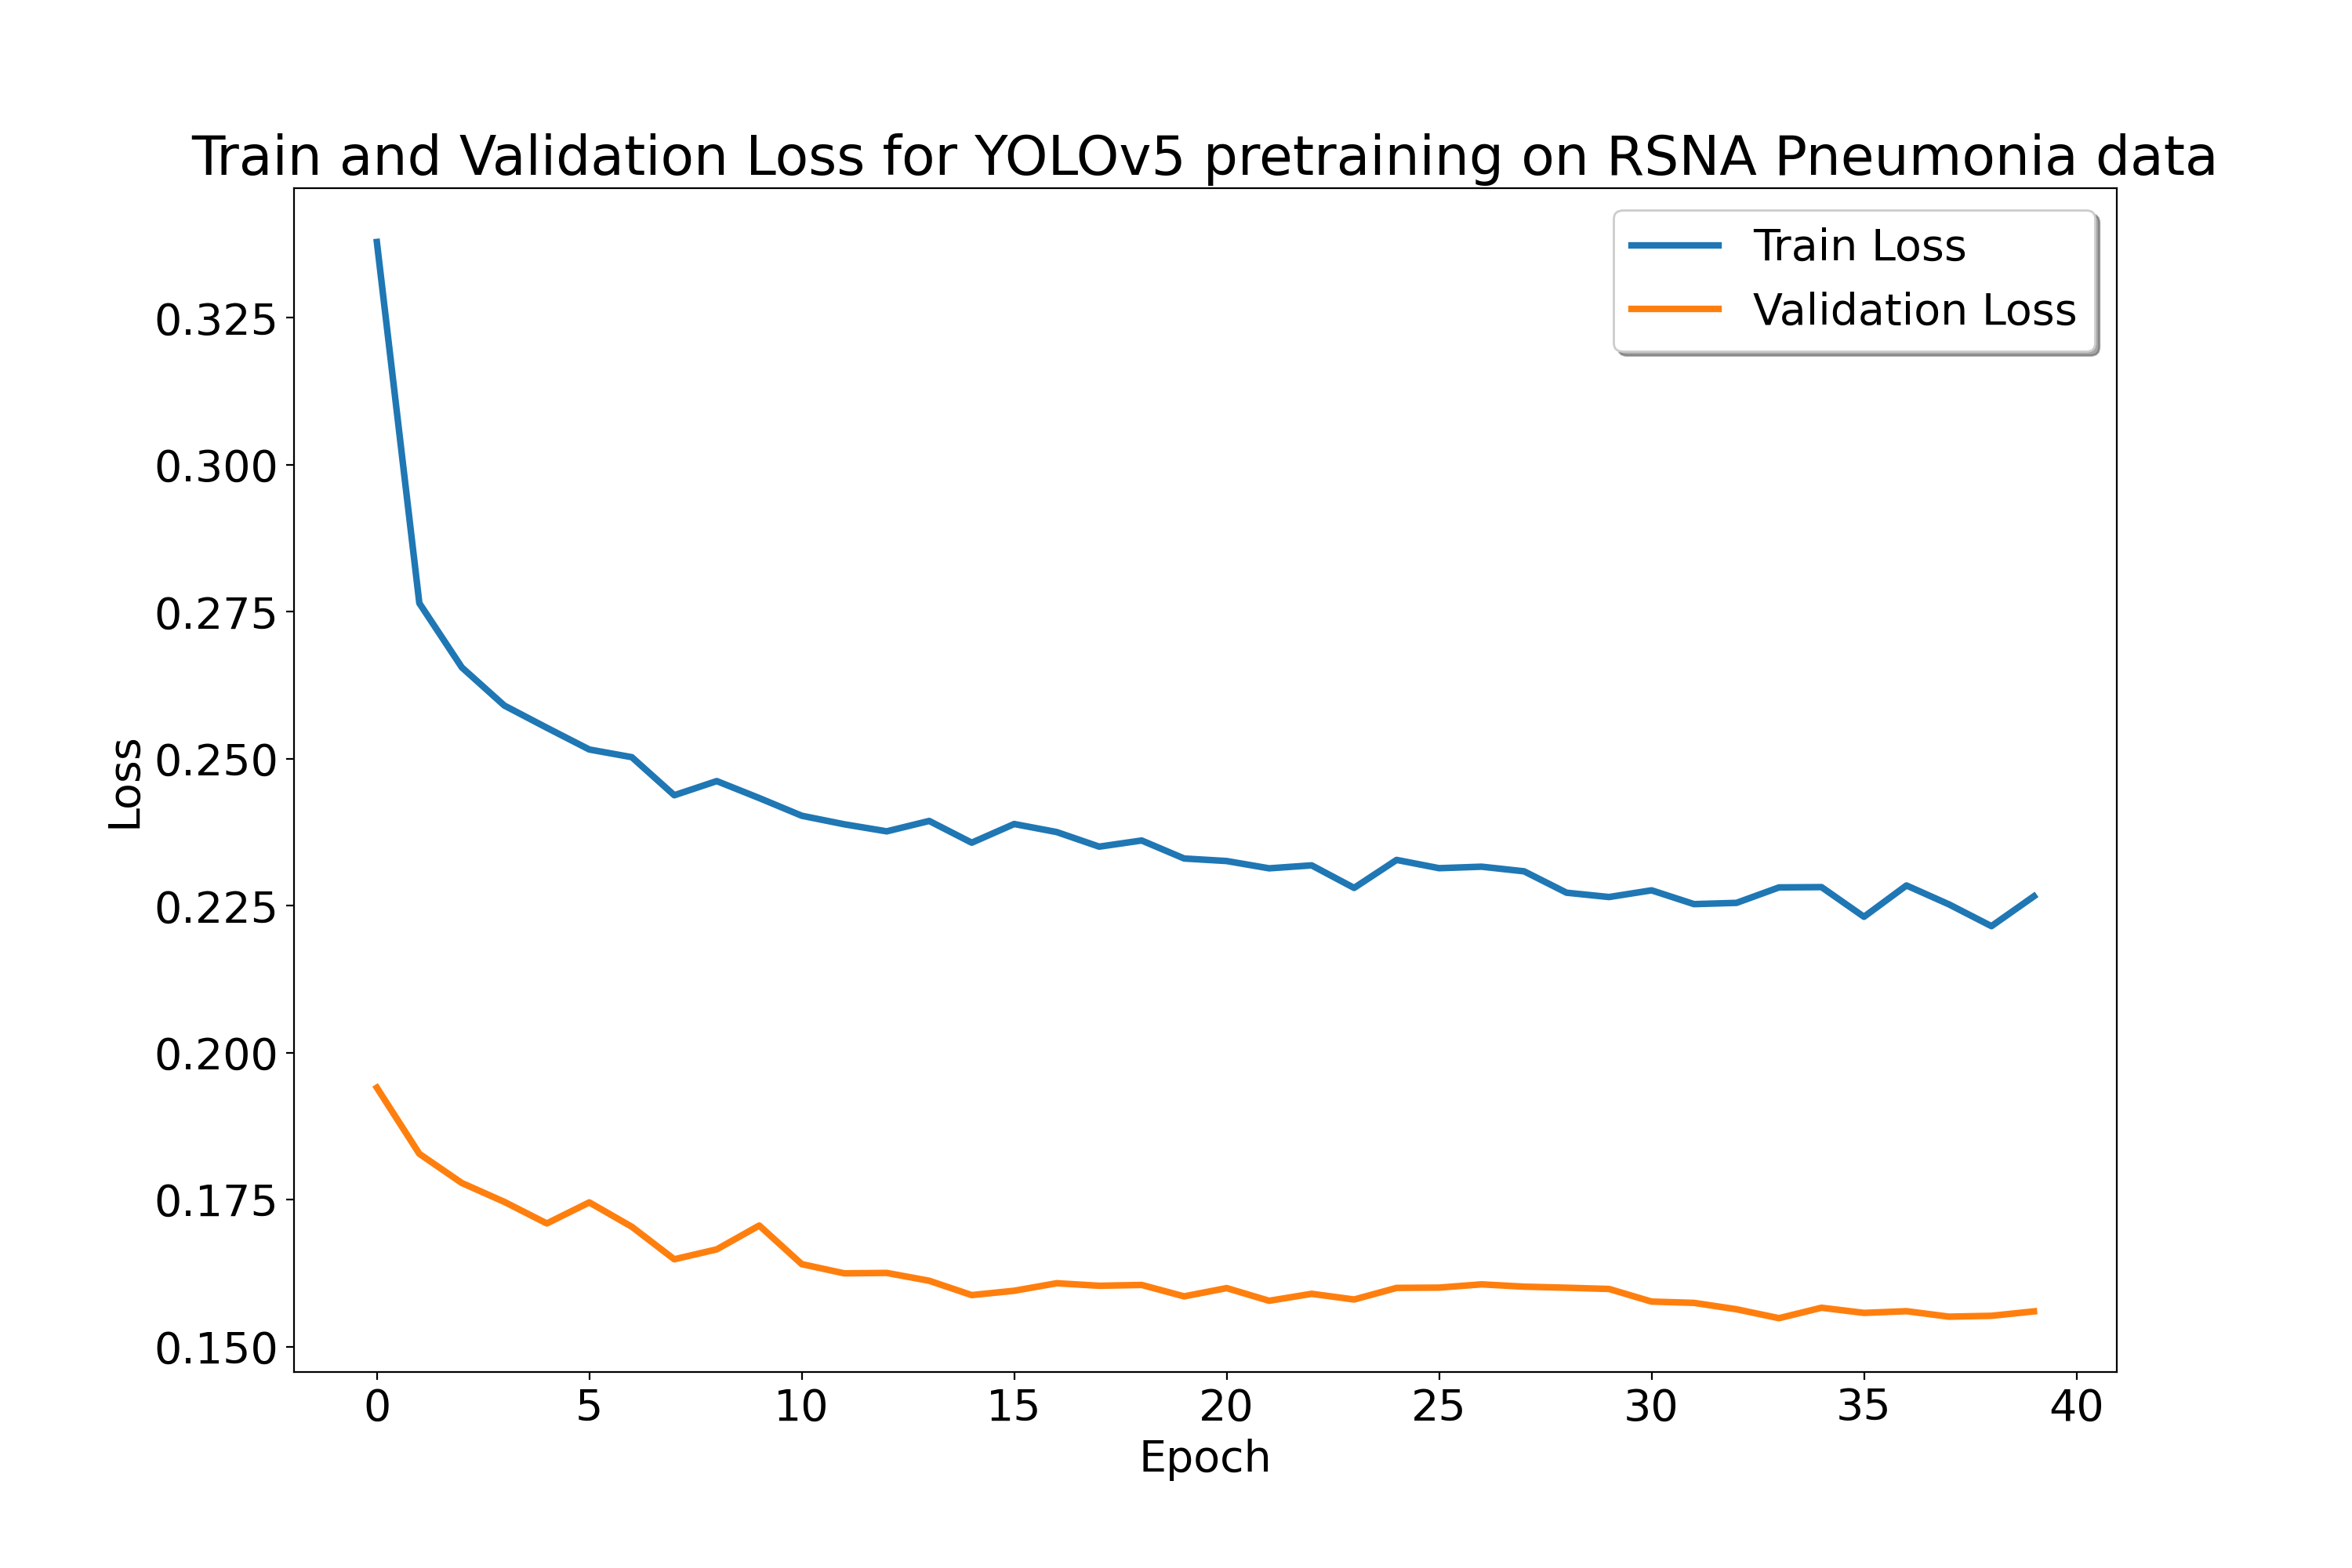 Train and Validation Loss for YOLOv5 pretraining on RSNA Pneumonia data
Train Loss
Validation Loss
0.325
0.300
0.275
0.250
0.225
0.200
0.175
0.150
Loss
0 5 10 15 20 25 30 35 40
Epoch